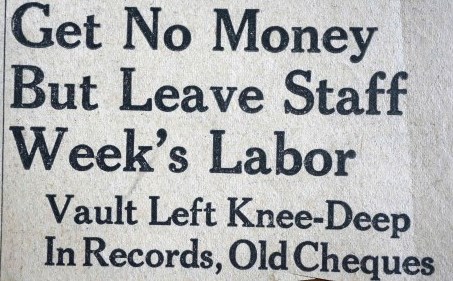 Get No Money
But Leave Staff
Week's Labor
Vault Left Knee-Deep
In Records, Old Cheques